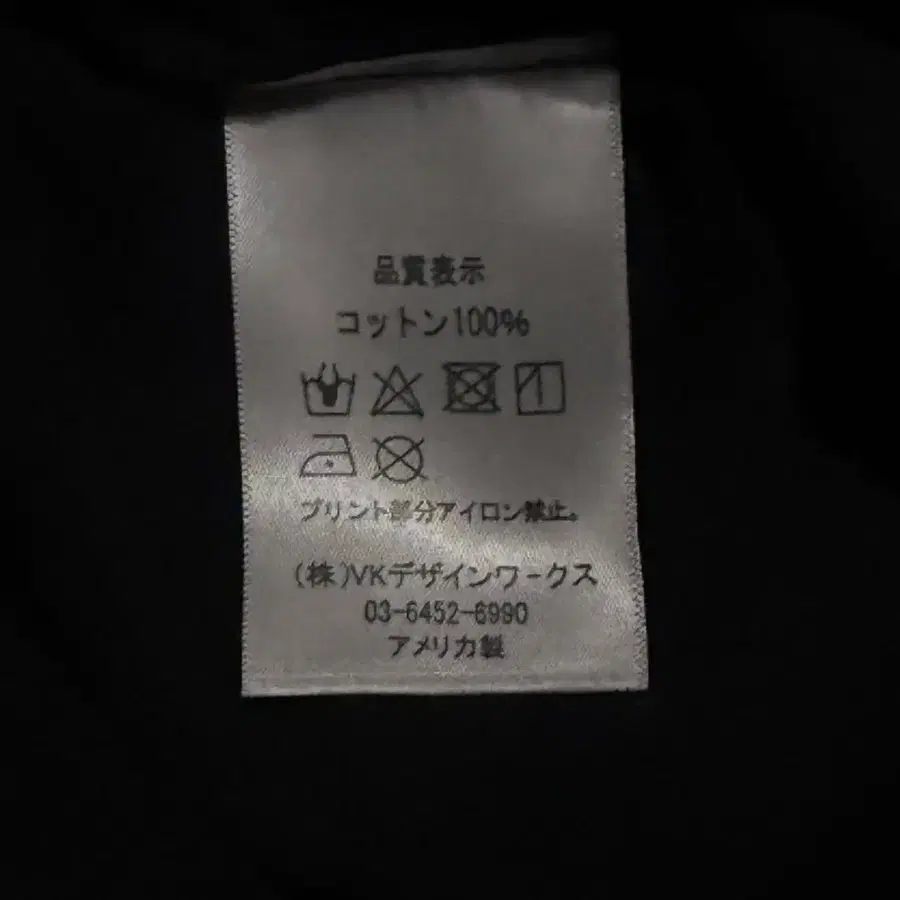 品質表示
コットン100%
プリント部分アイロン禁止。
(株)VKデザインワークス
03-6452-6990
アメリカ製